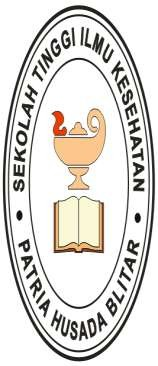 SEKOLAH TINGGI ILMU KESEHATAN
PATRIA HUSADA BLITAR